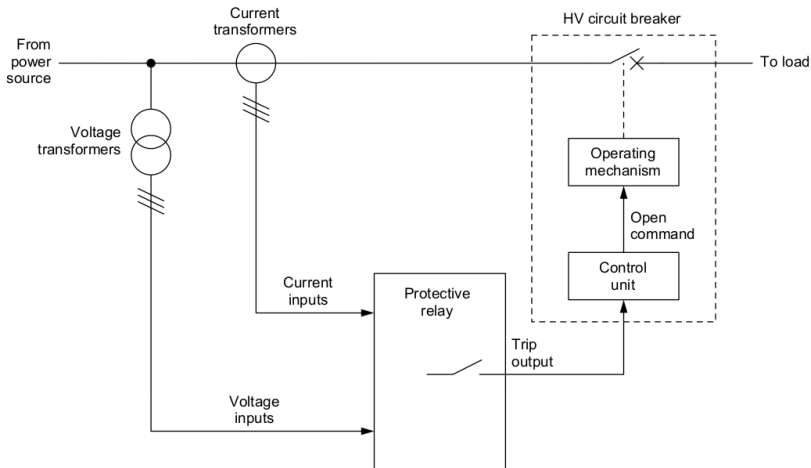 Current
transformers
HV circuit breaker
From
power
source
To load
Voltage
transformers
Operating
mechanism
Open
command
Control
unit
Current
inputs
Protective
relay
Trip
output
Voltage
inputs